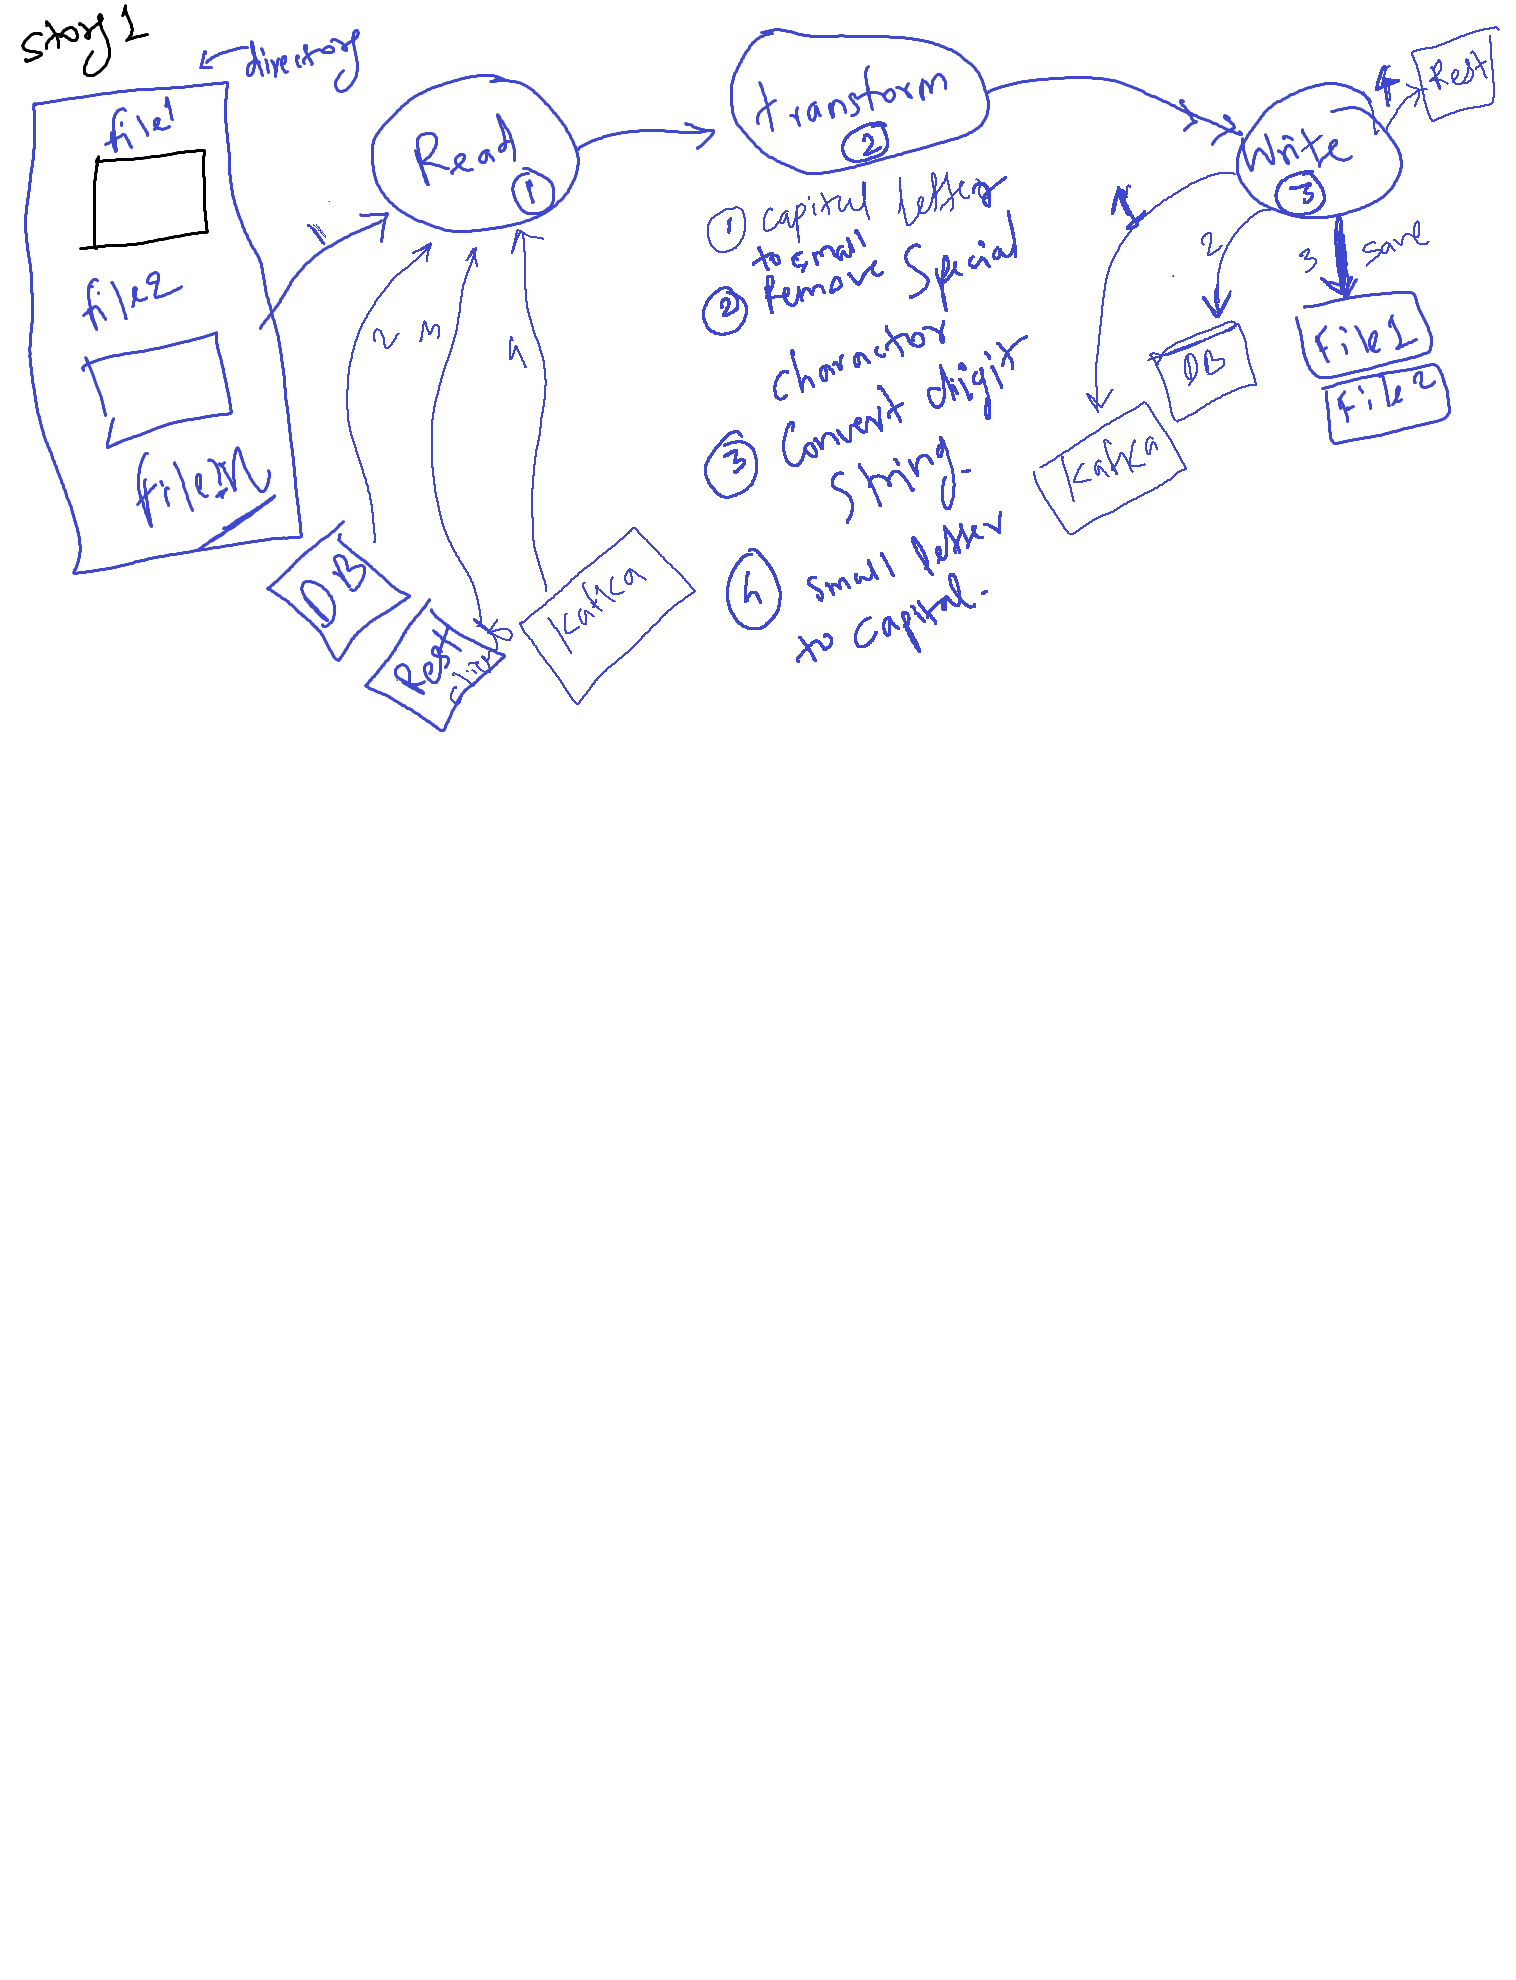 story 1
directory
file1
file2
fileN
Read
1
1
2
3
4
DB
Rest
client
Kafka
transform
2
1 capital letter
to small
2 Remove Special
charactor
3 Convert digit
String.
4 small letter
to capital.
Write
3
1
2
3
save
4
Rest
Kafka
DB
File1
File2